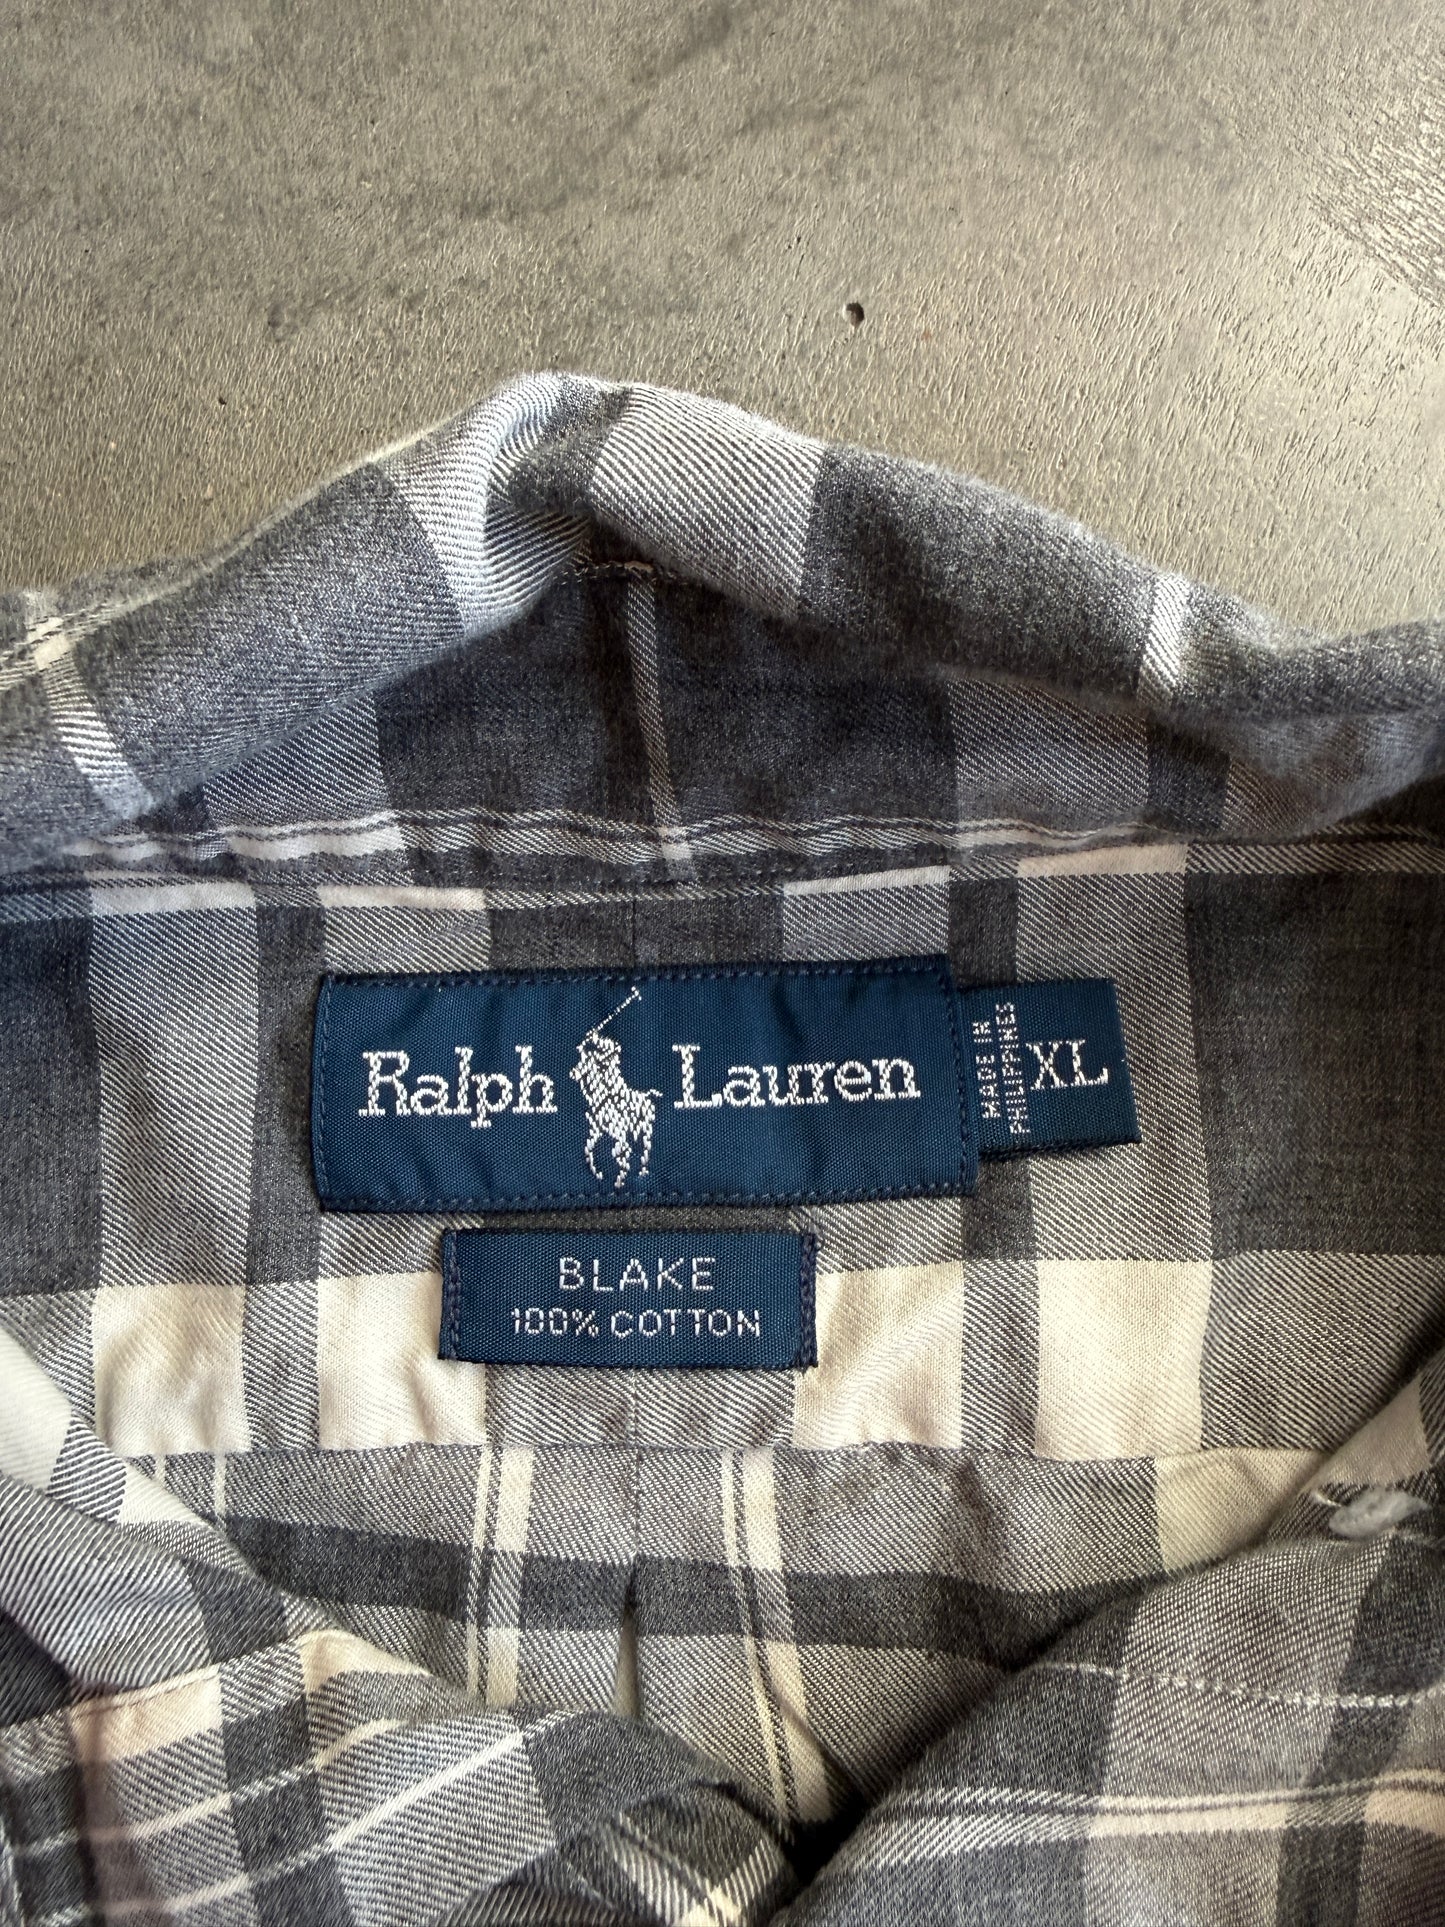 Ralph Lauren
MADE IN
PHILIPPINES
XL
BLAKE
100% COTTON